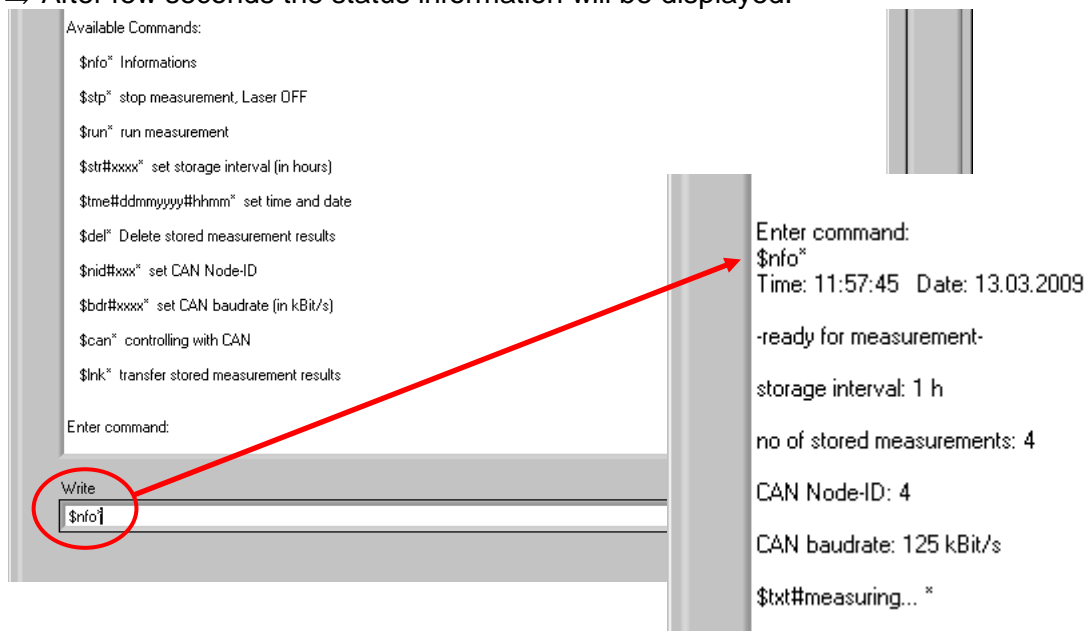 ⇒ After few seconds the status information will be displayed.
Available Commands:
$nfo* Informations
$stp* stop measurement, Laser OFF
$run* run measurement
$str#xxxx* set storage interval (in hours)
$tme#ddmmyyyy#hhmm* set time and date
$del* Delete stored measurement results
$nid#xxx* set CAN Node-ID
$bdr#xxxx* set CAN baudrate (in kBit/s)
$can* controlling with CAN
$lnk* transfer stored measurement results
Enter command:
Write
$nfo*
Enter command:
$nfo*
Time: 11:57:45 Date: 13.03.2009
-ready for measurement-
storage interval: 1 h
no of stored measurements: 4
CAN Node-ID: 4
CAN baudrate: 125 kBit/s
$txt#measuring... *